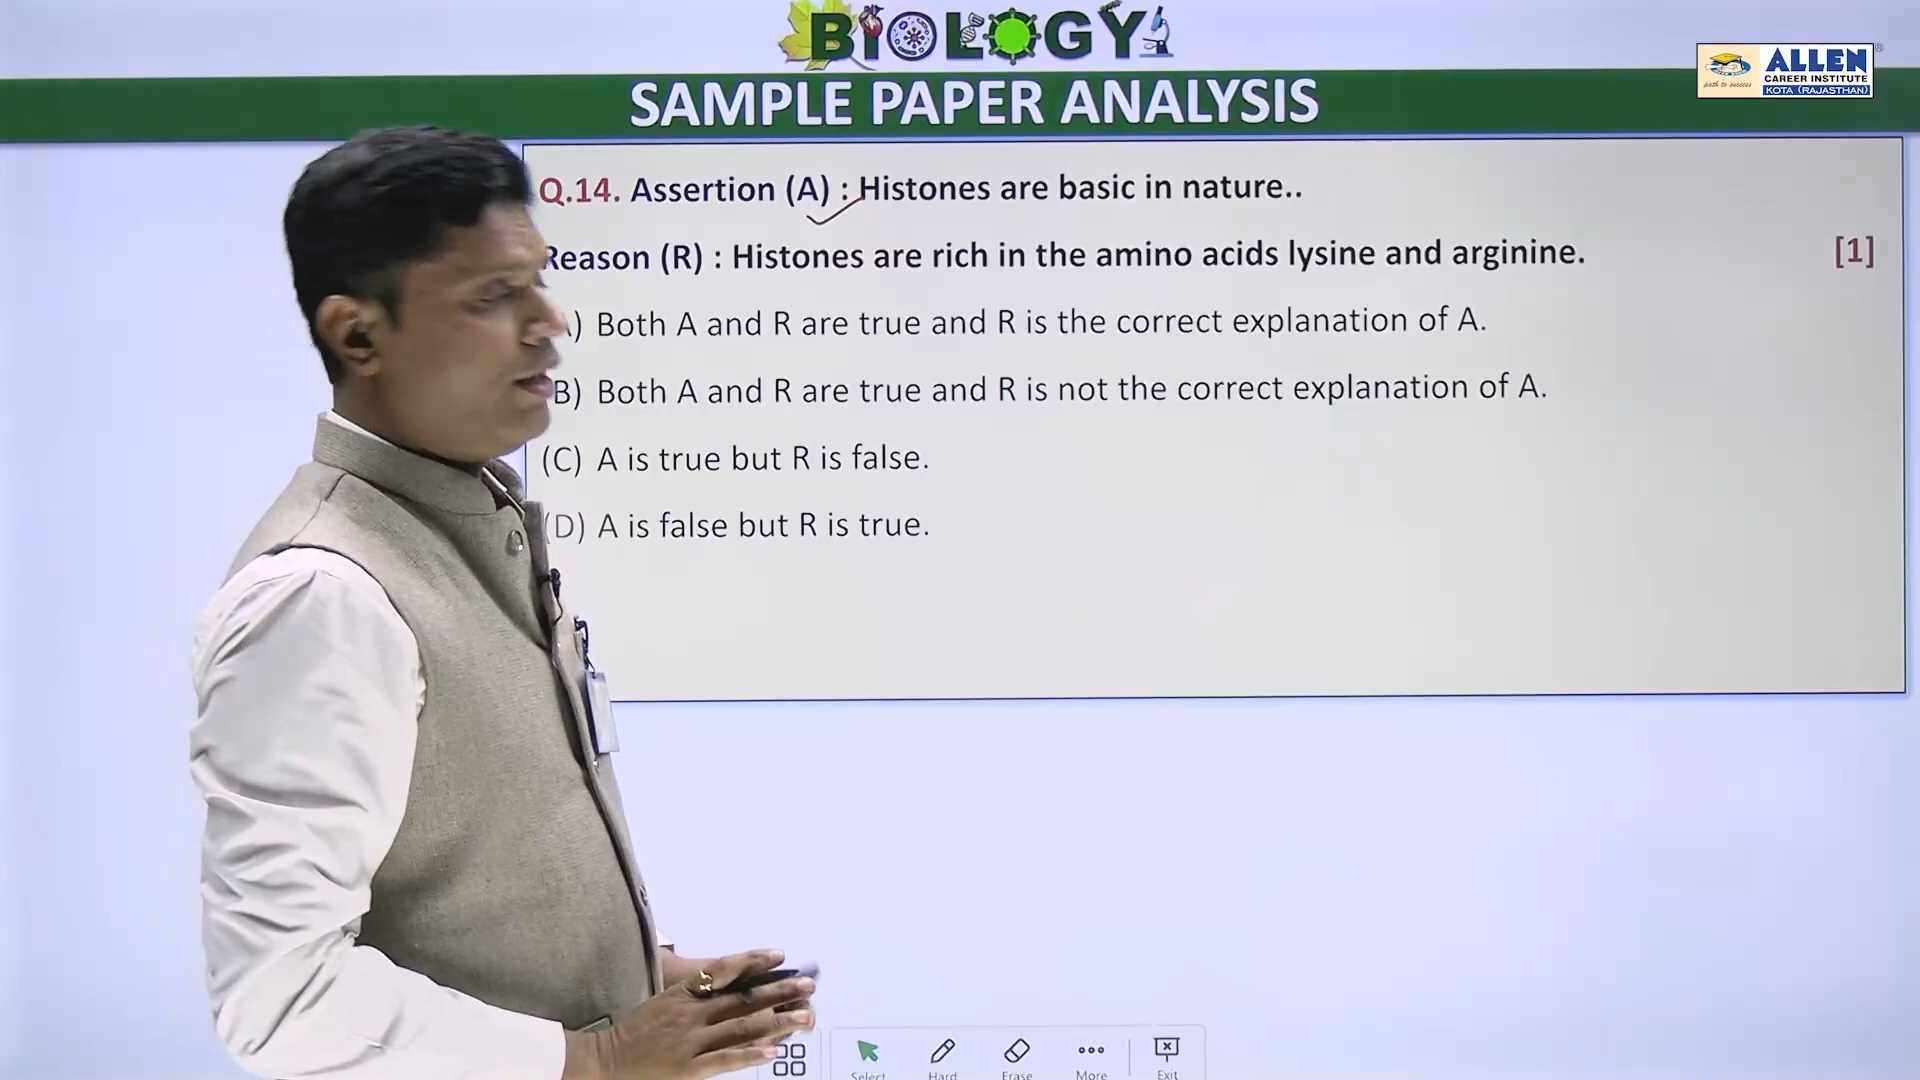 BIOLOGY
SAMPLE PAPER ANALYSIS
ALLEN
CAREER INSTITUTE
KOTA (RAJASTHAN)
path to success
Q.14. Assertion (A) : Histones are basic in nature..
Reason (R) : Histones are rich in the amino acids lysine and arginine. [1]
) Both A and R are true and R is the correct explanation of A.
B) Both A and R are true and R is not the correct explanation of A.
(C) A is true but R is false.
(D) A is false but R is true.
Select Hard Erase More Exit